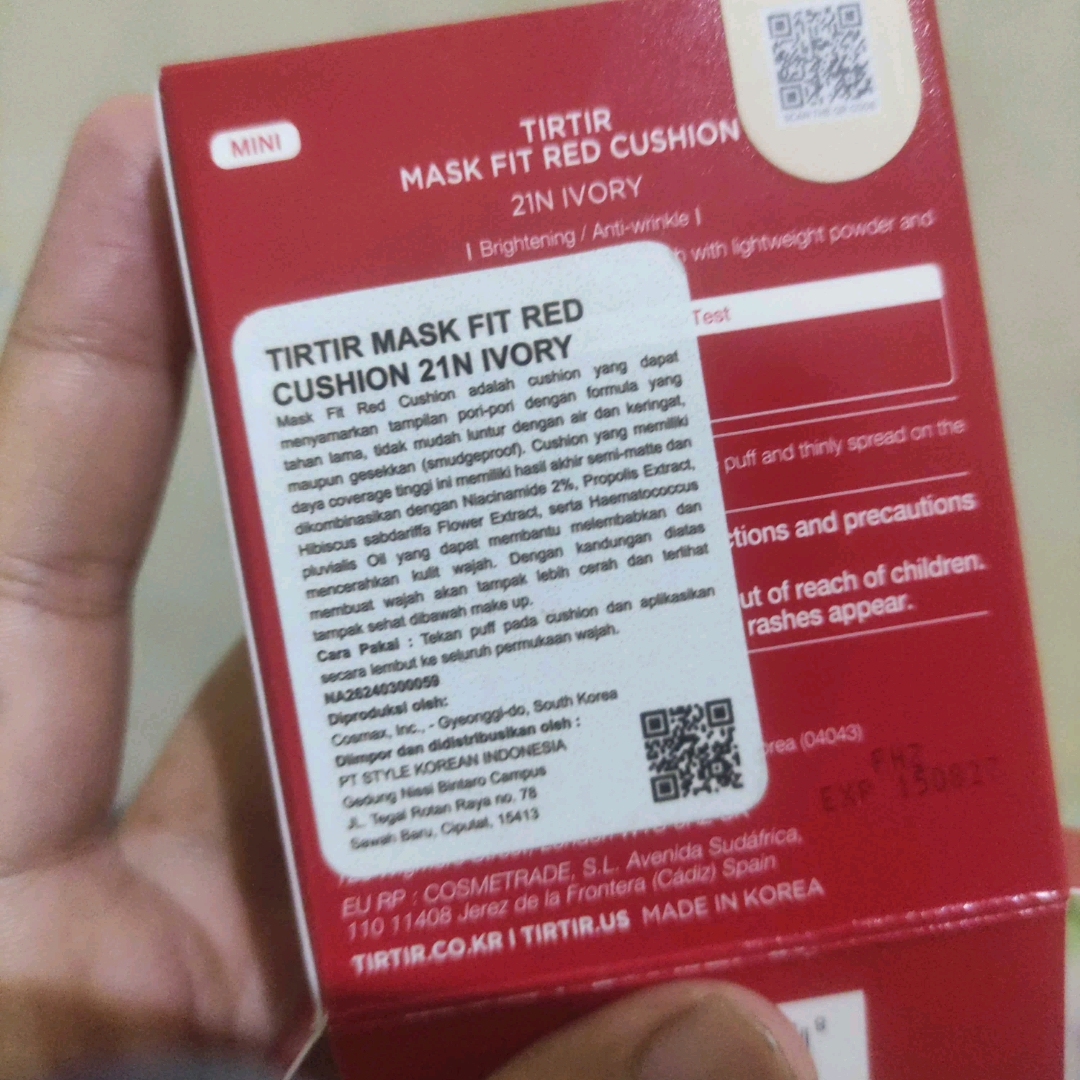 SCAN THE QR CODE
MINI
TIRTIR
MASK FIT RED CUSHION
21N IVORY
| Brightening / Anti-wrinkle |
with lightweight powder and
Test
TIRTIR MASK FIT RED
CUSHION 21N IVORY
Mask Fit Red Cushion adalah cushion yang dapat
menyamarkan tampilan pori-pori dengan formula yang
tahan lama, tidak mudah luntur dengan air dan keringat,
maupun gesekkan (smudgeproof). Cushion yang memiliki
daya coverage tinggi ini memiliki hasil akhir semi-matte dan
dikombinasikan dengan Niacinamide 2%, Propolis Extract,
Hibiscus sabdariffa Flower Extract, serta Haematococcus
pluvialis Oil yang dapat membantu melembabkan dan
mencerahkan kulit wajah. Dengan kandungan diatas
membuat wajah akan tampak lebih cerah dan terlihat
tampak sehat dibawah make up.
Cara Pakai : Tekan puff pada cushion dan aplikasikan
secara lembut ke seluruh permukaan wajah.
NA26240300059
Diproduksi oleh:
Cosmax, Inc., - Gyeonggi-do, South Korea
Diimpor dan didistribusikan oleh :
PT STYLE KOREAN INDONESIA
Gedung Nissi Bintaro Campus
JL. Tegal Rotan Raya no. 78
Sawah Baru, Ciputat, 15413
puff and thinly spread on the
ctions and precautions
ut of reach of children.
rashes appear.
orea (04043)
EXP
EU RP : COSMETRADE, S.L. Avenida Sudáfrica,
110 11408 Jerez de la Frontera (Cádiz) Spain
TIRTIR.CO.KR | TIRTIR.US MADE IN KOREA